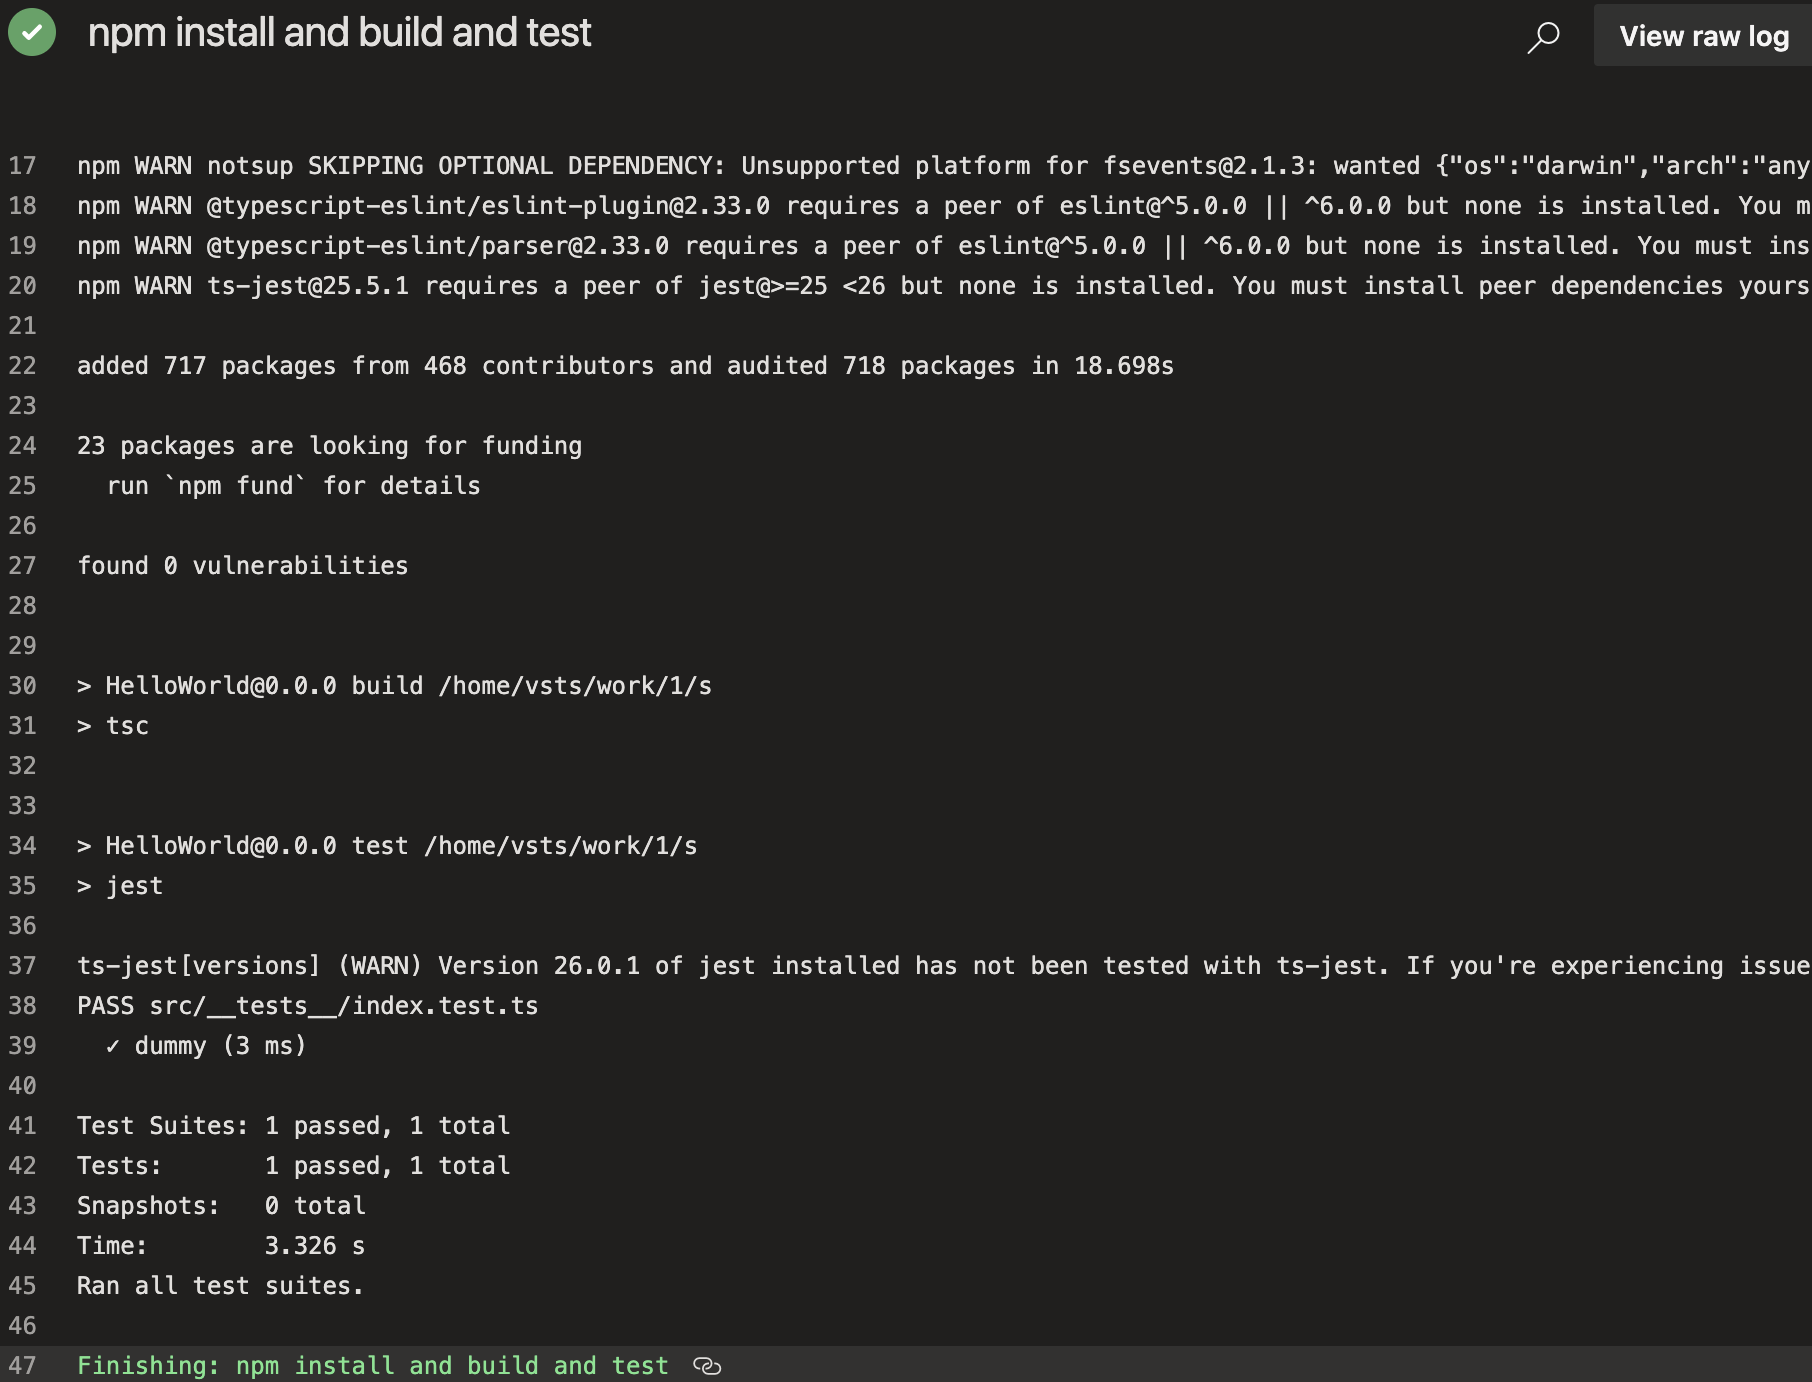 npm install and build and test
View raw log
17 npm WARN notsup SKIPPING OPTIONAL DEPENDENCY: Unsupported platform for fsevents@2.1.3: wanted {"os":"darwin","arch":"any
18 npm WARN @typescript-eslint/eslint-plugin@2.33.0 requires a peer of eslint@^5.0.0 || ^6.0.0 but none is installed. You m
19 npm WARN @typescript-eslint/parser@2.33.0 requires a peer of eslint@^5.0.0 || ^6.0.0 but none is installed. You must ins
20 npm WARN ts-jest@25.5.1 requires a peer of jest@>=25 <26 but none is installed. You must install peer dependencies yours
21
22 added 717 packages from 468 contributors and audited 718 packages in 18.698s
23
24 23 packages are looking for funding
25   run `npm fund` for details
26
27 found 0 vulnerabilities
28
29
30 > HelloWorld@0.0.0 build /home/vsts/work/1/s
31 > tsc
32
33
34 > HelloWorld@0.0.0 test /home/vsts/work/1/s
35 > jest
36
37 ts-jest[versions] (WARN) Version 26.0.1 of jest installed has not been tested with ts-jest. If you're experiencing issue
38 PASS src/__tests__/index.test.ts
39   ✓ dummy (3 ms)
40
41 Test Suites: 1 passed, 1 total
42 Tests:       1 passed, 1 total
43 Snapshots:   0 total
44 Time:        3.326 s
45 Ran all test suites.
46
47 Finishing: npm install and build and test